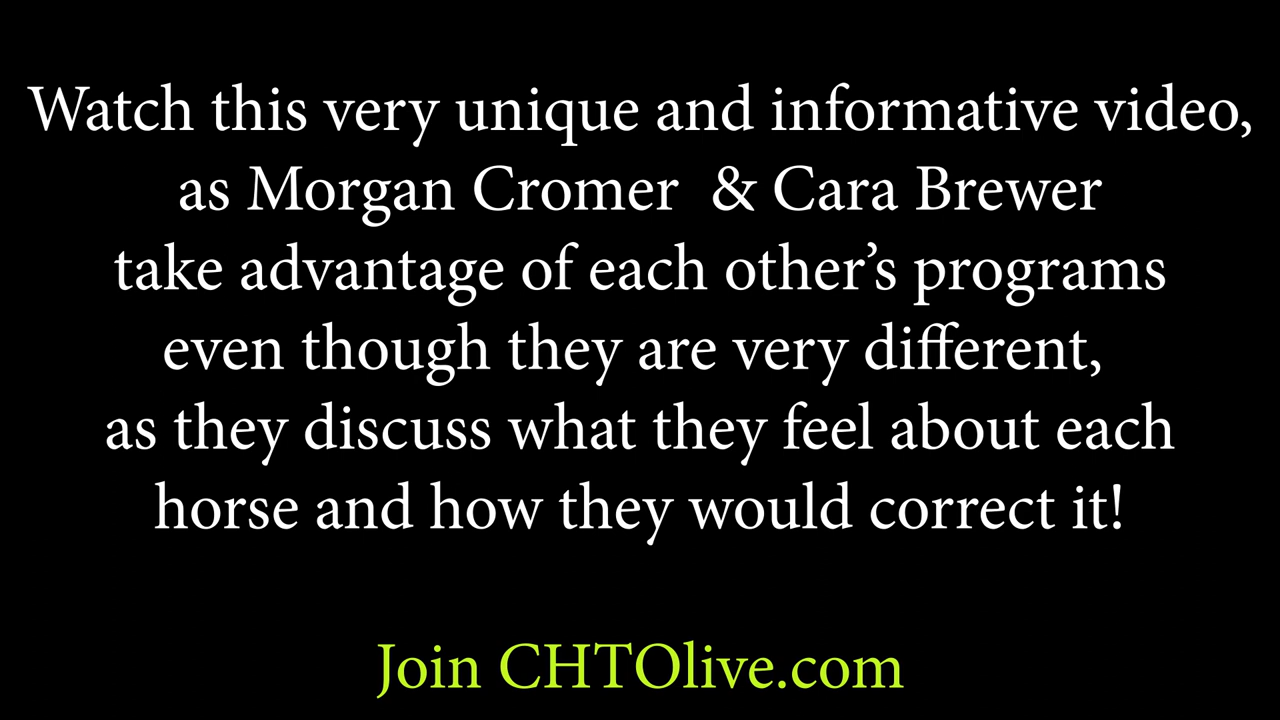 Watch this very unique and informative video,
as Morgan Cromer  & Cara Brewer
take advantage of each other’s programs
even though they are very different,
as they discuss what they feel about each
horse and how they would correct it!
Join CHTOlive.com